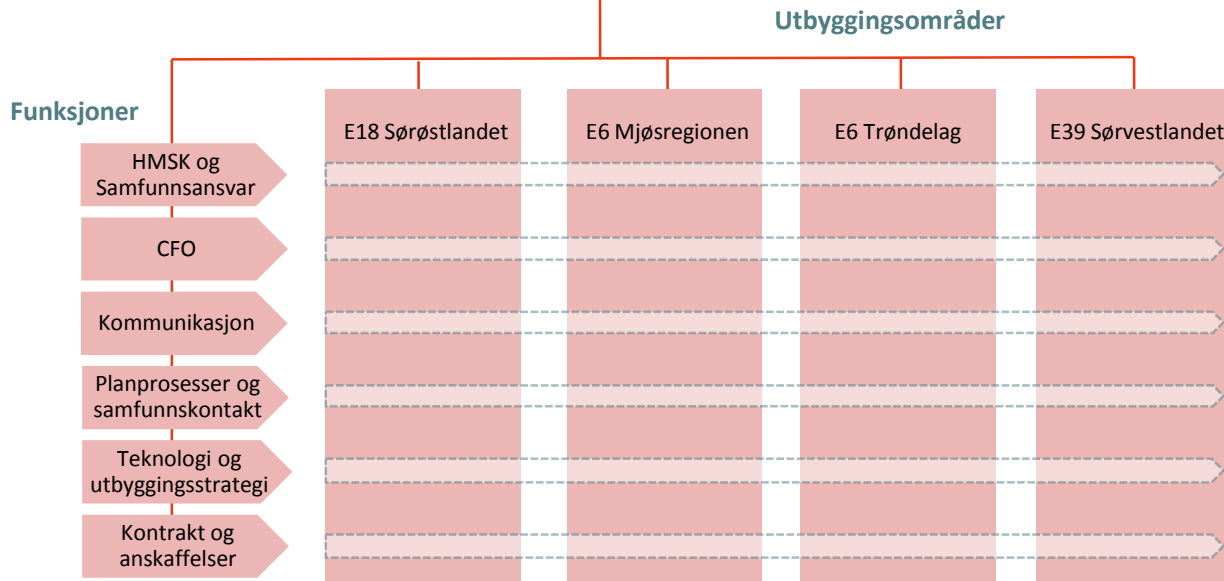 Utbyggingsområder
Funksjoner
E18 Sørøstlandet
E6 Mjøsregionen
E6 Trøndelag
E39 Sørvestlandet
HMSK og
Samfunnsansvar
CFO
Kommunikasjon
Planprosesser og
samfunnskontakt
Teknologi og
utbyggingsstrategi
Kontrakt og
anskaffelser